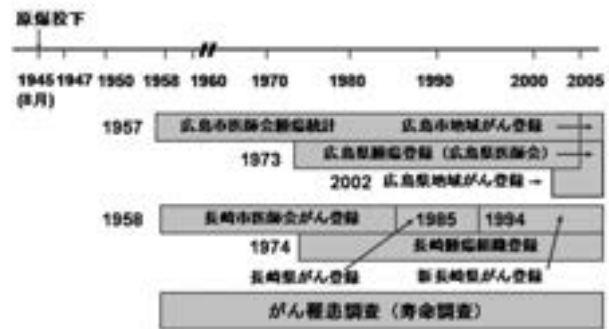 原爆投下
1945 1947 1950 1958 1960 1970 1980 1990 2000 2005
(8月)
1957 広島市医師会腫瘍統計 広島市地域がん登録
1973 広島県腫瘍登録（広島県医師会）
2002 広島県地域がん登録
1958 長崎市医師会がん登録 1985 1994
1974 長崎腫瘍組織登録
長崎県がん登録 新長崎県がん登録
がん罹患調査（寿命調査）